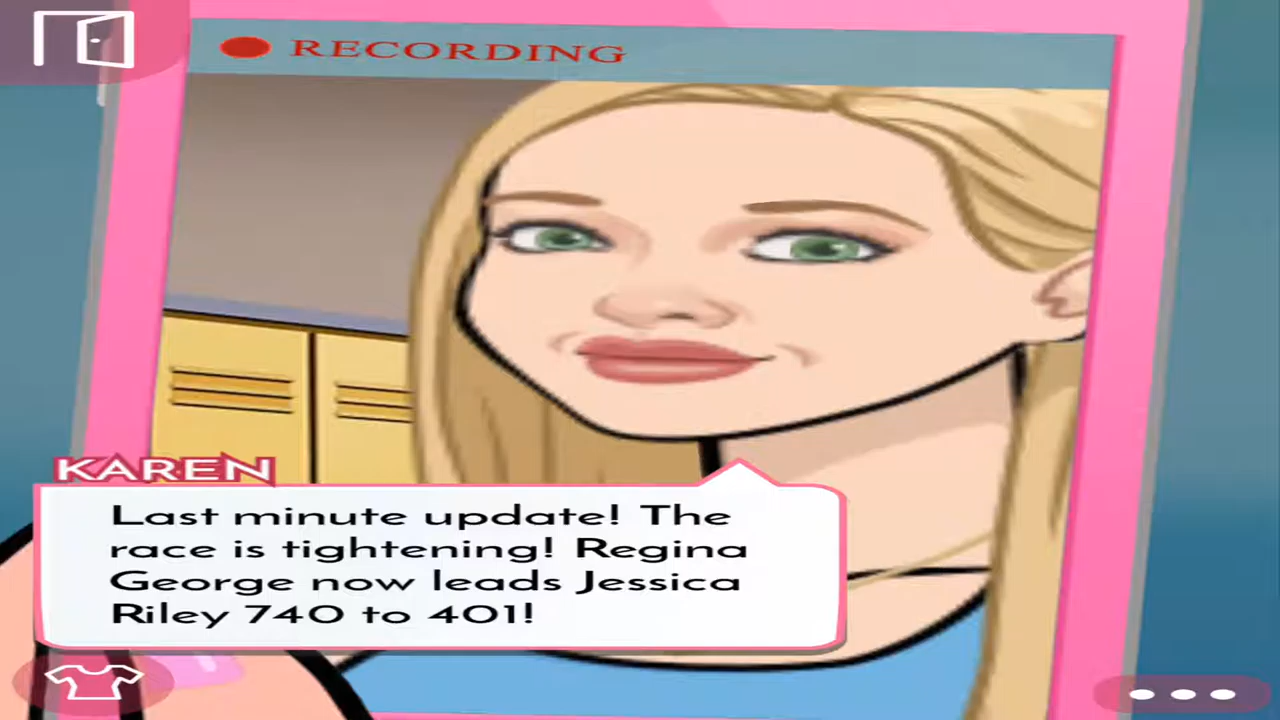 RECORDING
KAREN
Last minute update! The
race is tightening! Regina
George now leads Jessica
Riley 740 to 401!